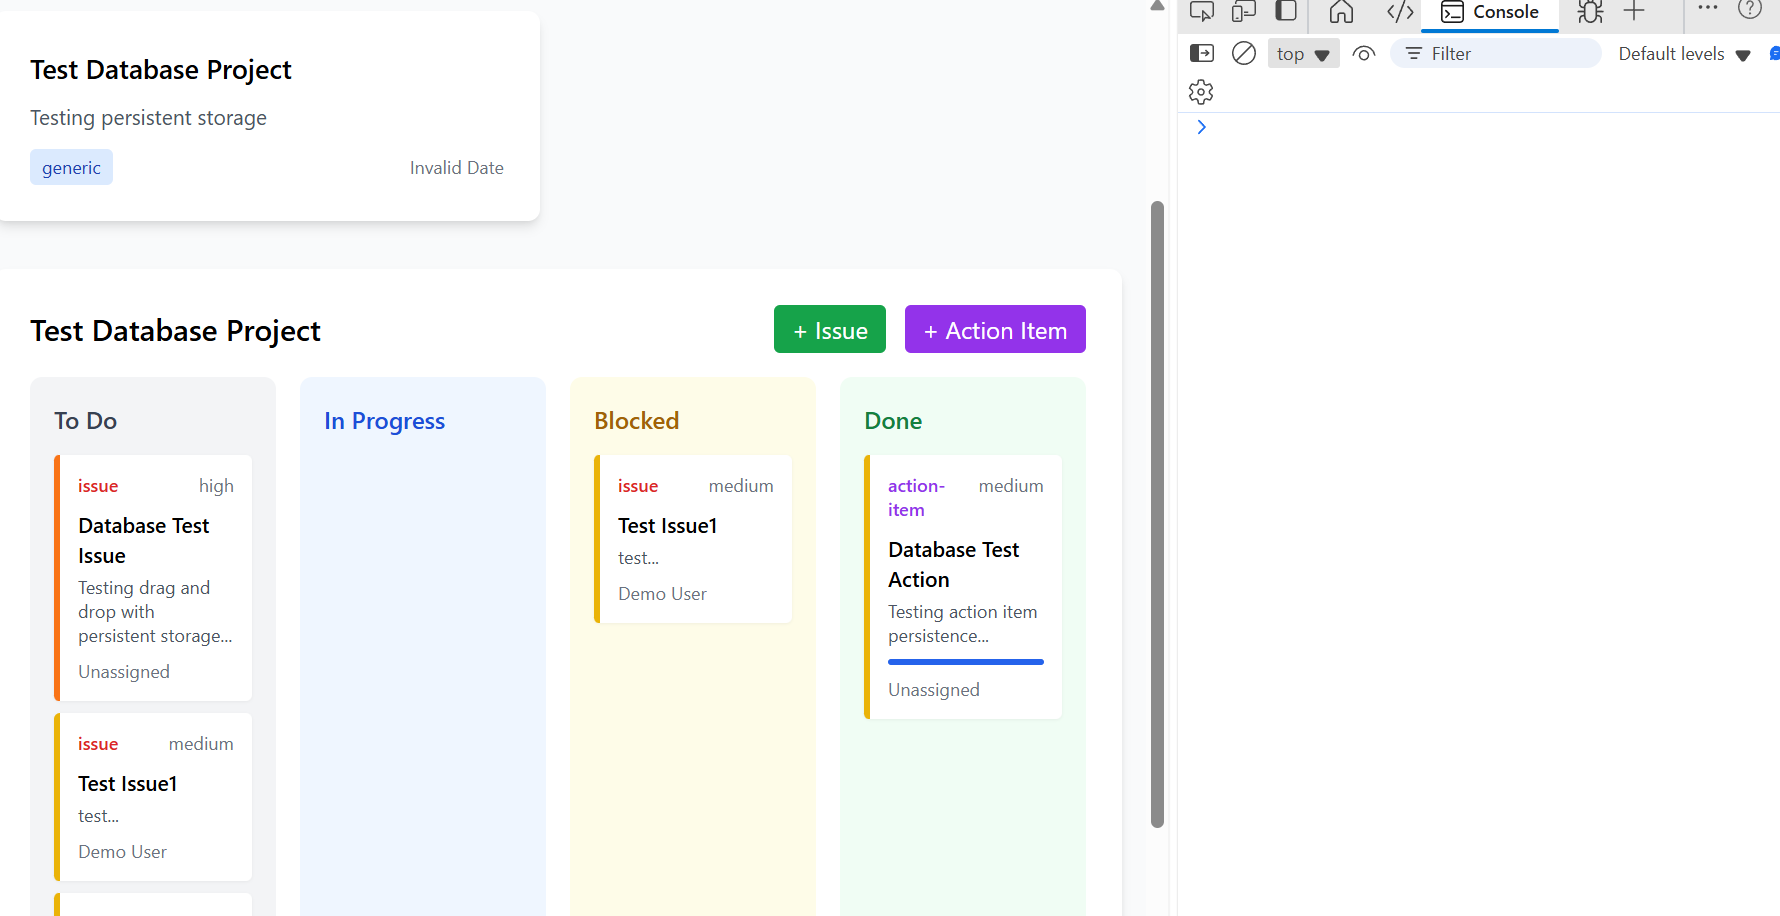 Test Database Project
Testing persistent storage
generic
Invalid Date
Test Database Project
+ Issue
+ Action Item
To Do
issue
high
Database Test
Issue
Testing drag and
drop with
persistent storage...
Unassigned
issue
medium
Test Issue1
test...
Demo User
In Progress
Blocked
issue
medium
Test Issue1
test...
Demo User
Done
action-
item
medium
Database Test
Action
Testing action item
persistence...
Unassigned
Console
top
Filter
Default levels